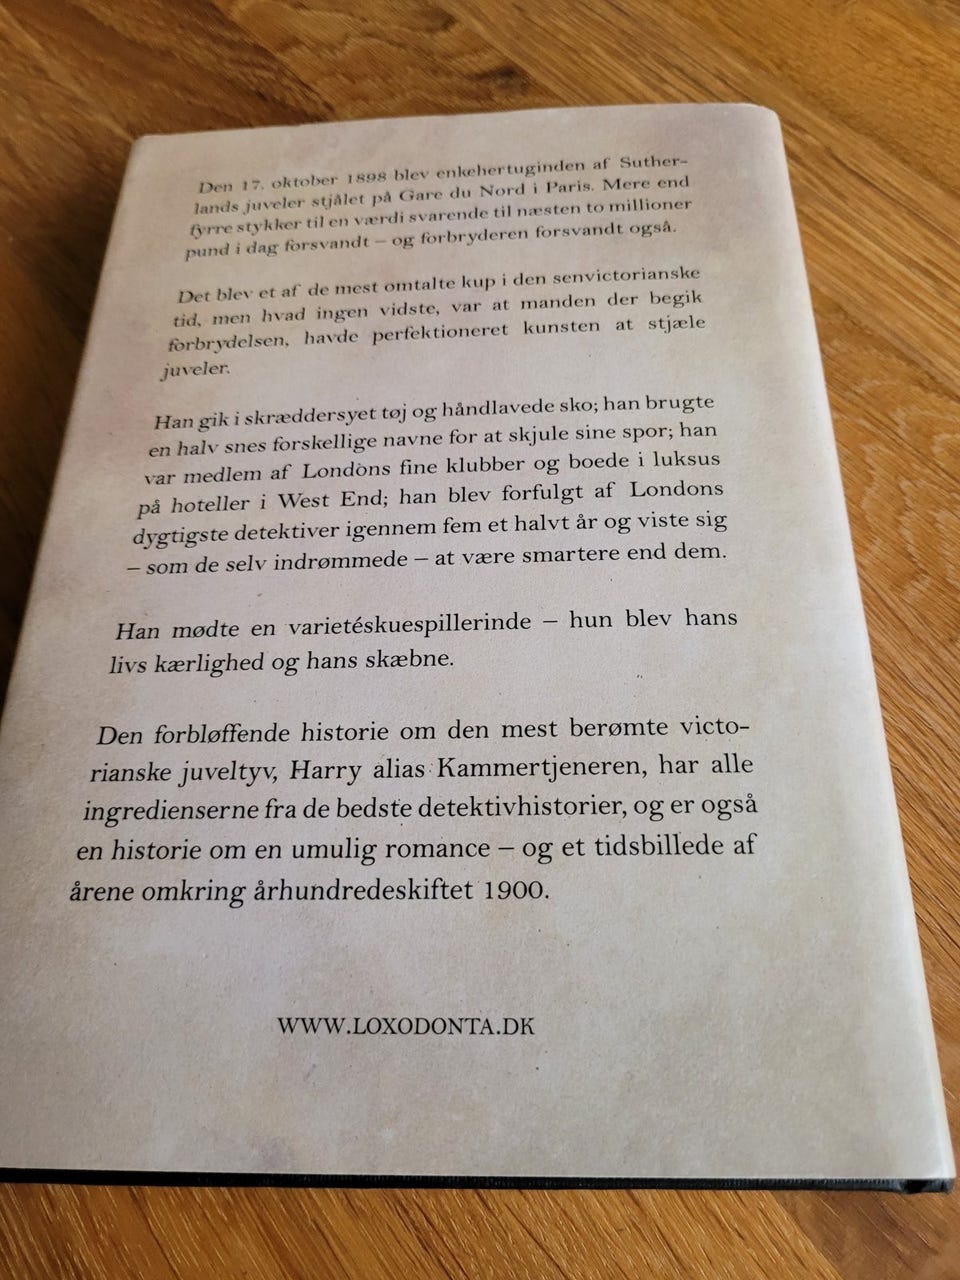 Den 17. oktober 1898 blev enkehertuginden af Suther-
lands juveler stjålet på Gare du Nord i Paris. Mere end
fyrre stykker til en værdi svarende til næsten to millioner
pund i dag forsvandt – og forbryderen forsvandt også.
Det blev et af de mest omtalte kup i den senvictorianske
tid, men hvad ingen vidste, var at manden der begik
forbrydelsen, havde perfektioneret kunsten at stjæle
juveler.
Han gik i skræddersyet tøj og håndlavede sko; han brugte
en halv snes forskellige navne for at skjule sine spor; han
var medlem af Londons fine klubber og boede i luksus
på hoteller i West End; han blev forfulgt af Londons
dygtigste detektiver igennem fem et halvt år og viste sig
– som de selv indrømmede – at være smartere end dem.
Han mødte en varietéskuespillerinde – hun blev hans
livs kærlighed og hans skæbne.
Den forbløffende historie om den mest berømte victo-
rianske juveltyv, Harry alias Kammertjeneren, har alle
ingredienserne fra de bedste detektivhistorier, og er også
en historie om en umulig romance – og et tidsbillede af
årene omkring århundredeskiftet 1900.
WWW.LOXODONTA.DK